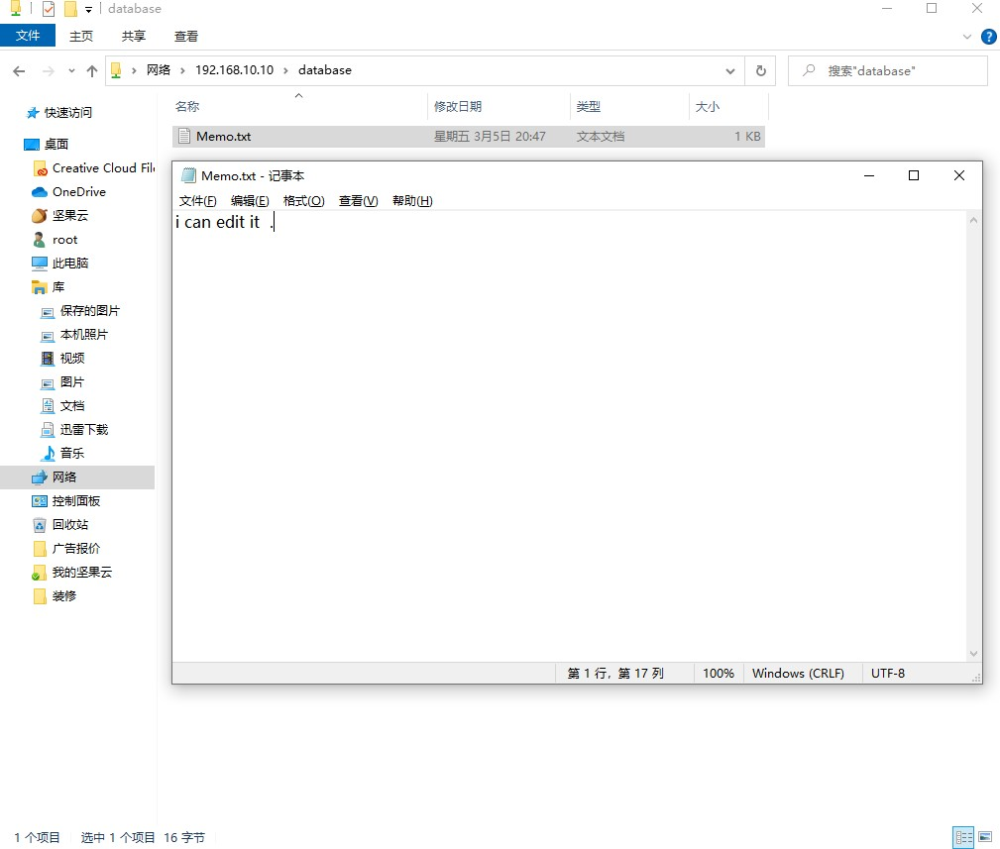 database
文件 主页 共享 查看
网络 192.168.10.10 database 搜索"database"
快速访问
桌面
Creative Cloud File
OneDrive
坚果云
root
此电脑
库
保存的图片
本机照片
视频
图片
文档
迅雷下载
音乐
网络
控制面板
回收站
广告报价
我的坚果云
装修
名称 修改日期 类型 大小
Memo.txt 星期五 3月5日 20:47 文本文档 1 KB
Memo.txt - 记事本
文件(F) 编辑(E) 格式(O) 查看(V) 帮助(H)
i can edit it  .
第 1 行，第 17 列 100% Windows (CRLF) UTF-8
1 个项目 选中 1 个项目 16 字节